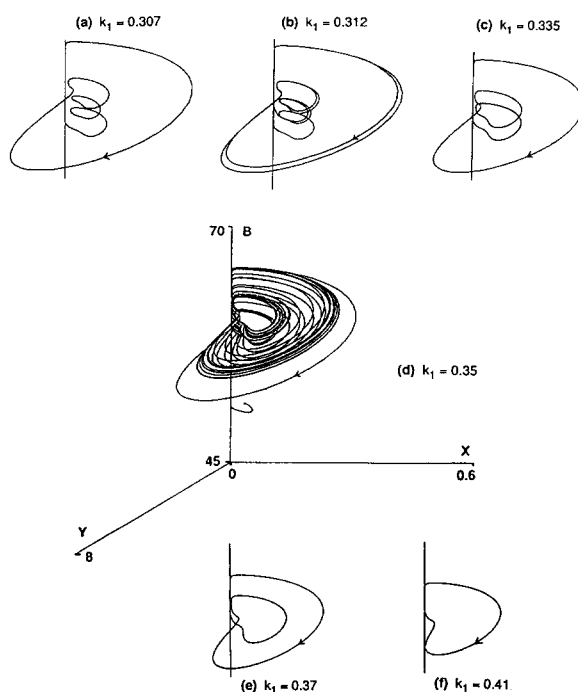 (a) k₁ = 0.307
(b) k₁ = 0.312
(c) k₁ = 0.335
70
B
(d) k₁ = 0.35
45
0
X
0.6
Y
8
(e) k₁ = 0.37
(f) k₁ = 0.41